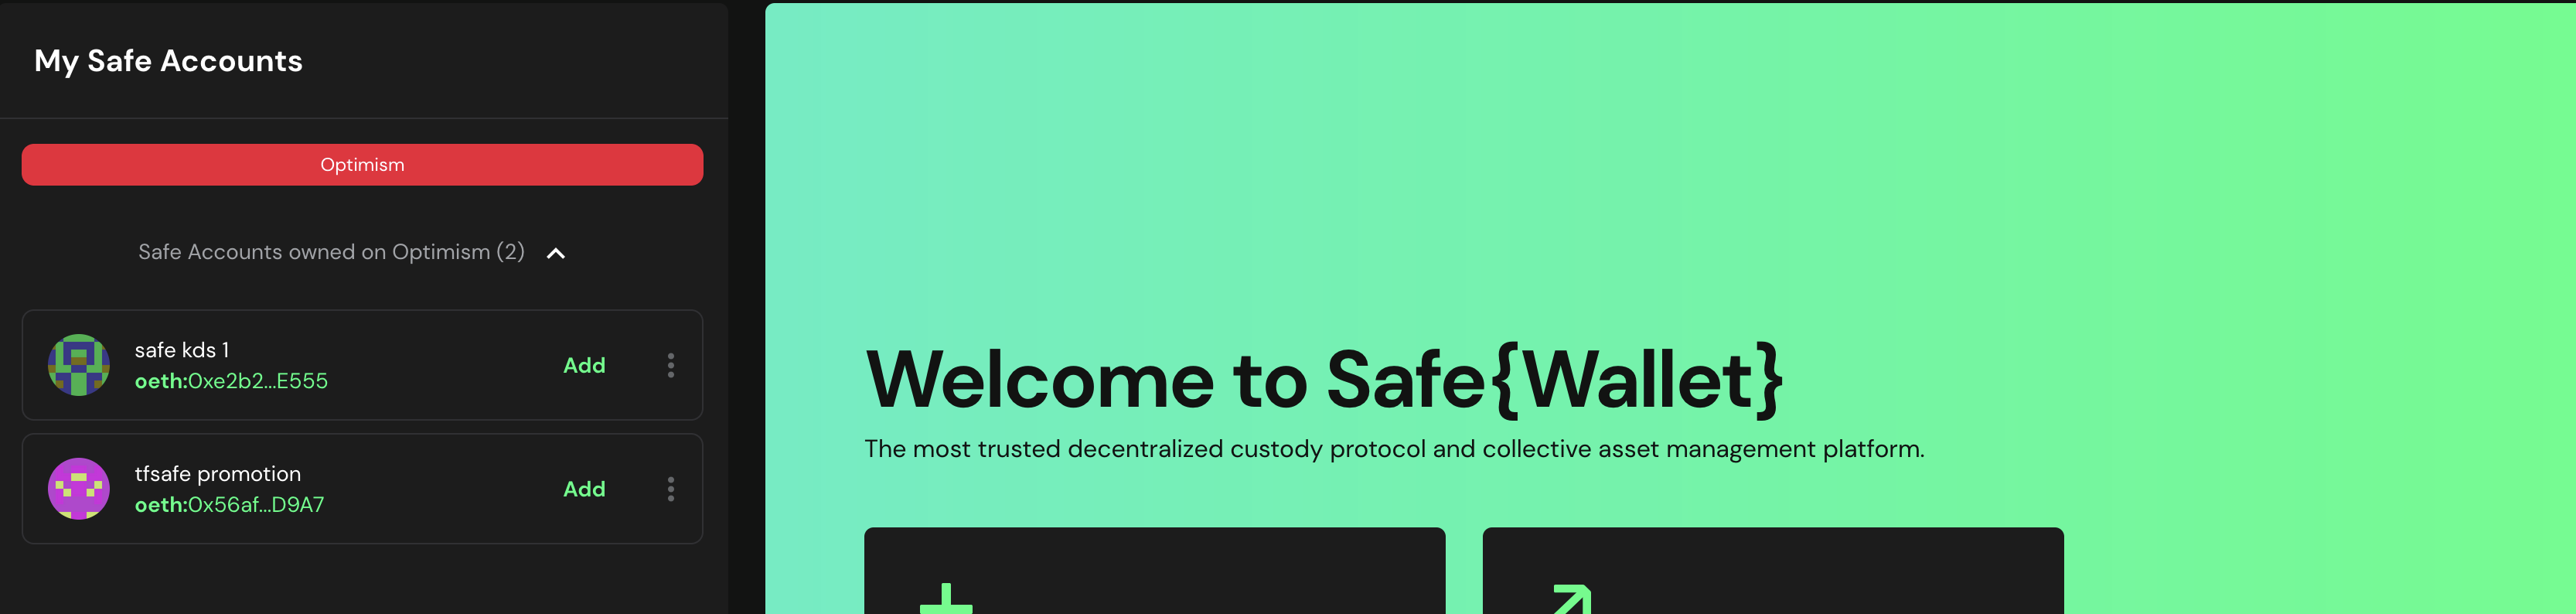 My Safe Accounts
Optimism
Safe Accounts owned on Optimism (2)
safe kds 1
oeth:0xe2b2...E555
Add
tfsafe promotion
oeth:0x56af...D9A7
Add
Welcome to Safe{Wallet}
The most trusted decentralized custody protocol and collective asset management platform.